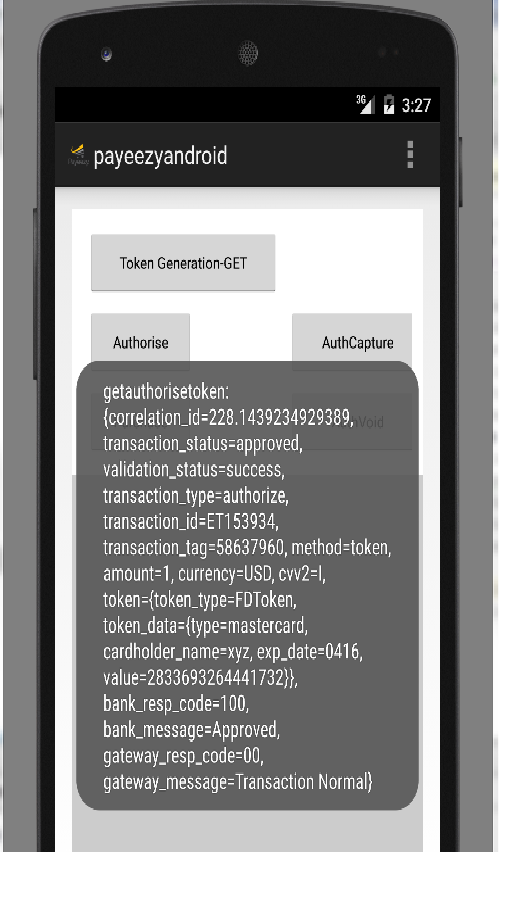 3G 3:27
Payeezy payeezyandroid
Token Generation-GET
Authorise AuthCapture
getauthorisetoken:
{correlation_id=228.1439234929389,
transaction_status=approved,
validation_status=success,
transaction_type=authorize,
transaction_id=ET153934,
transaction_tag=58637960, method=token,
amount=1, currency=USD, cvv2=I,
token={token_type=FDToken,
token_data={type=mastercard,
cardholder_name=xyz, exp_date=0416,
value=2833693264441732}},
bank_resp_code=100,
bank_message=Approved,
gateway_resp_code=00,
gateway_message=Transaction Normal}